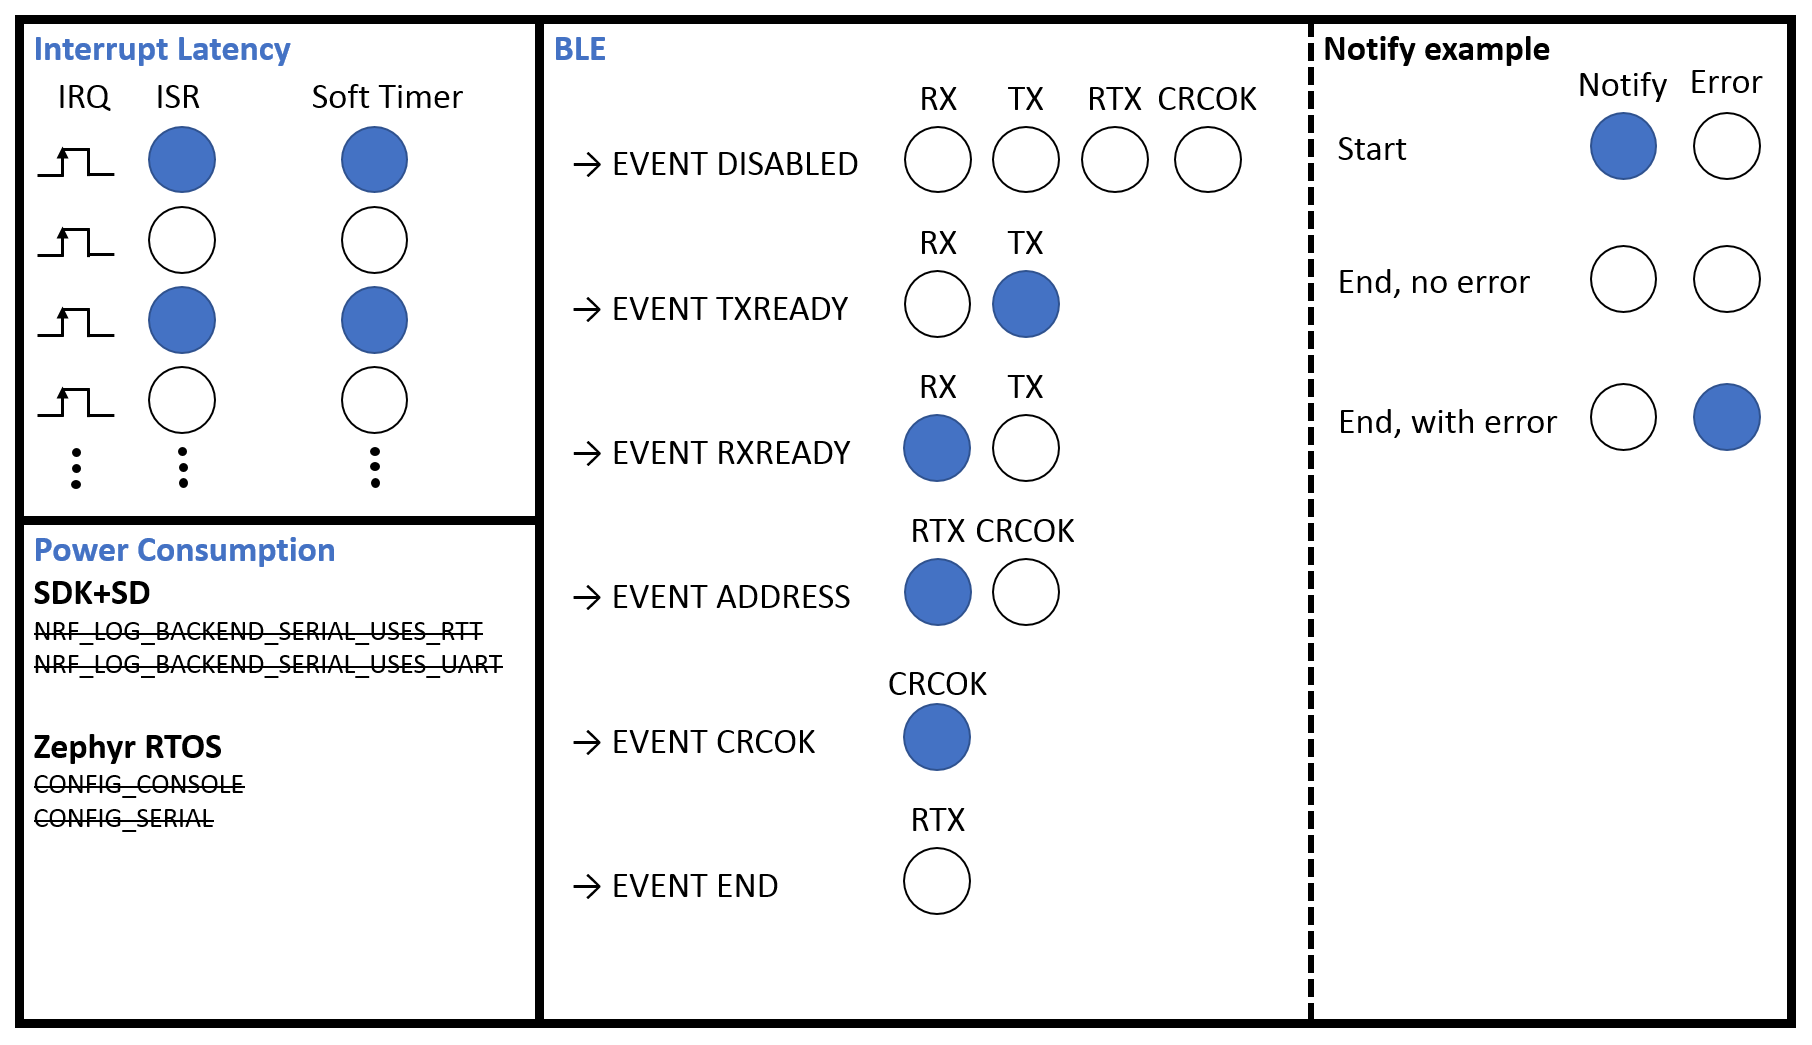 Interrupt Latency
IRQ ISR Soft Timer
Power Consumption
SDK+SD
NRF_LOG_BACKEND_SERIAL_USES_RTT
NRF_LOG_BACKEND_SERIAL_USES_UART
Zephyr RTOS
CONFIG_CONSOLE
CONFIG_SERIAL
BLE
RX TX RTX CRCOK
→ EVENT DISABLED
RX TX
→ EVENT TXREADY
RX TX
→ EVENT RXREADY
RTX CRCOK
→ EVENT ADDRESS
CRCOK
→ EVENT CRCOK
RTX
→ EVENT END
Notify example
Notify Error
Start
End, no error
End, with error